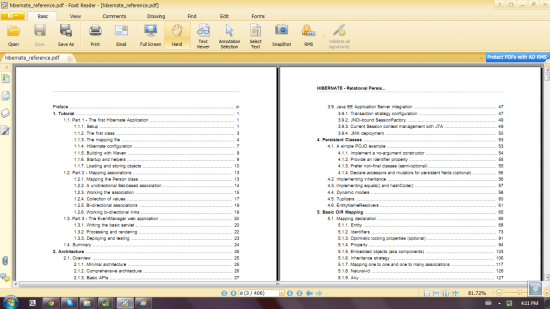 hibernate_reference.pdf - Foxit Reader - [hibernate_reference.pdf]
Basic View Comments Drawing Find Edit Forms
Open Save Save As Print Email Full Screen Hand Text Viewer Annotation Selection Select Text SnapShot RMS Validate all signatures
hibernate_reference.pdf Protect PDFs with AD RMS
Preface xi
1. Tutorial 1
1.1. Part 1 - The first Hibernate Application 1
1.1.1. Setup 1
1.1.2. The first class 3
1.1.3. The mapping file 4
1.1.4. Hibernate configuration 7
1.1.5. Building with Maven 9
1.1.6. Startup and helpers 9
1.1.7. Loading and storing objects 10
1.2. Part 2 - Mapping associations 13
1.2.1. Mapping the Person class 13
1.2.2. A unidirectional Set-based association 14
1.2.3. Working the association 15
1.2.4. Collection of values 17
1.2.5. Bi-directional associations 19
1.2.6. Working bi-directional links 19
1.3. Part 3 - The EventManager web application 20
1.3.1. Writing the basic servlet 20
1.3.2. Processing and rendering 22
1.3.3. Deploying and testing 23
1.4. Summary 24
2. Architecture 25
2.1. Overview 25
2.1.1. Minimal architecture 25
2.1.2. Comprehensive architecture 26
2.1.3. Basic APIs 27
HIBERNATE - Relational Persis...
3.9. Java EE Application Server integration 47
3.9.1. Transaction strategy configuration 47
3.9.2. JNDI-bound SessionFactory 49
3.9.3. Current Session context management with JTA 49
3.9.4. JMX deployment 50
4. Persistent Classes 53
4.1. A simple POJO example 53
4.1.1. Implement a no-argument constructor 54
4.1.2. Provide an identifier property 55
4.1.3. Prefer non-final classes (semi-optional) 55
4.1.4. Declare accessors and mutators for persistent fields (optional) 56
4.2. Implementing inheritance 56
4.3. Implementing equals() and hashCode() 57
4.4. Dynamic models 58
4.5. Tuplizers 60
4.6. EntityNameResolvers 61
5. Basic O/R Mapping 65
5.1. Mapping declaration 65
5.1.1. Entity 68
5.1.2. Identifiers 73
5.1.3. Optimistic locking properties (optional) 91
5.1.4. Property 94
5.1.5. Embedded objects (aka components) 103
5.1.6. Inheritance strategy 106
5.1.7. Mapping one to one and one to many associations 117
5.1.8. Natural-id 126
5.1.9. Any 127
a (3 / 406) 81.72%
4:11 PM